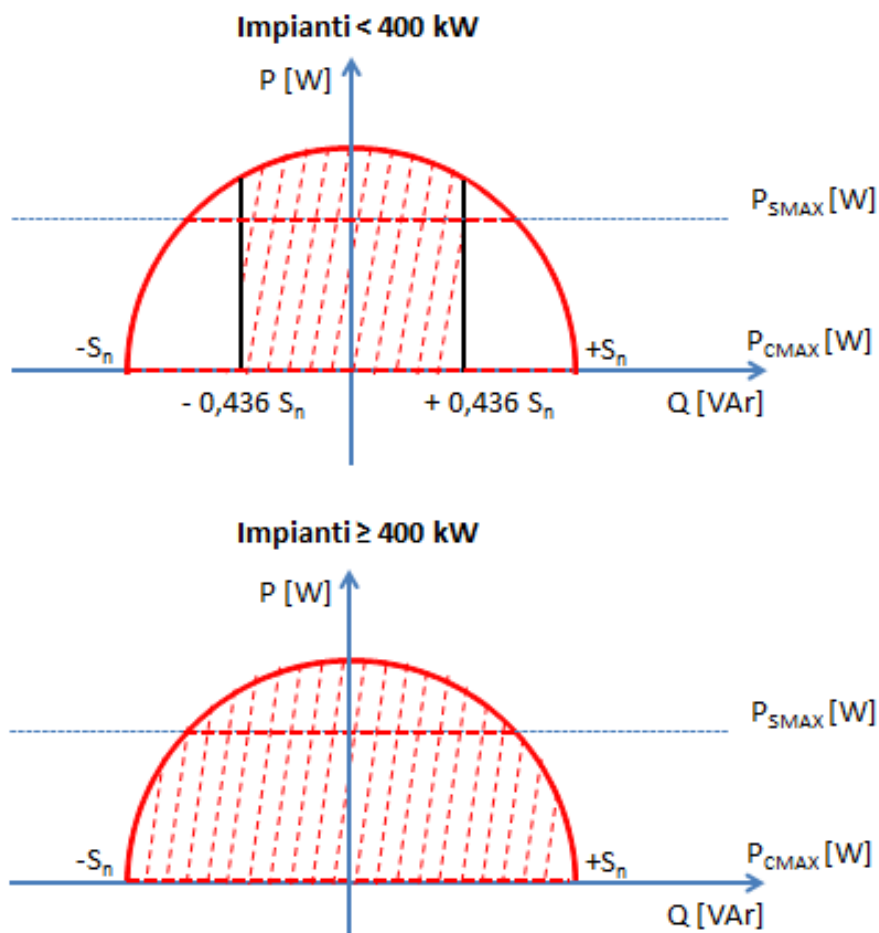 Impianti < 400 kW
P [W]
P_SMAX [W]
-S_n
+S_n
P_CMAX [W]
- 0,436 S_n
+ 0,436 S_n
Q [VAr]
Impianti ≥ 400 kW
P [W]
P_SMAX [W]
-S_n
+S_n
P_CMAX [W]
Q [VAr]